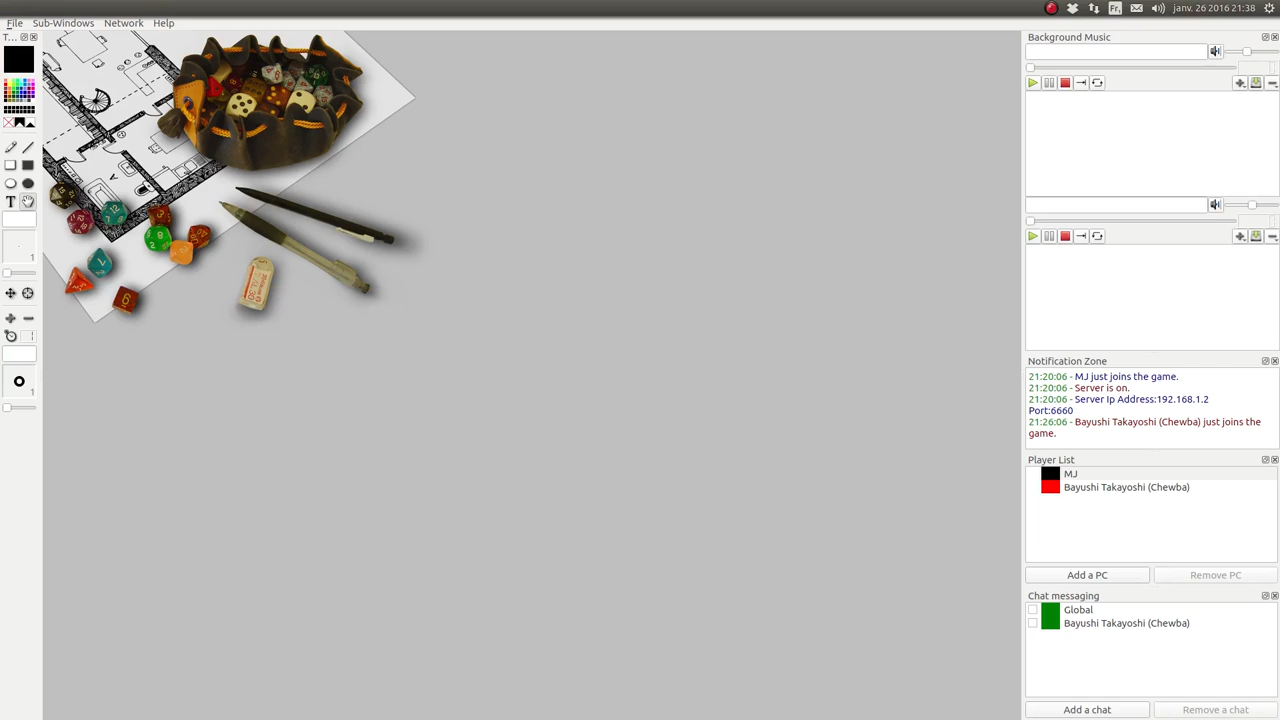 Fr janv. 26 2016 21:38
File Sub-Windows Network Help
T...
Background Music
T
1
1
Notification Zone
21:20:06 - MJ just joins the game.
21:20:06 - Server is on.
21:20:06 - Server Ip Address:192.168.1.2
Port:6660
21:26:06 - Bayushi Takayoshi (Chewba) just joins the
game.
Player List
MJ
Bayushi Takayoshi (Chewba)
Add a PC Remove PC
Chat messaging
Global
Bayushi Takayoshi (Chewba)
Add a chat Remove a chat